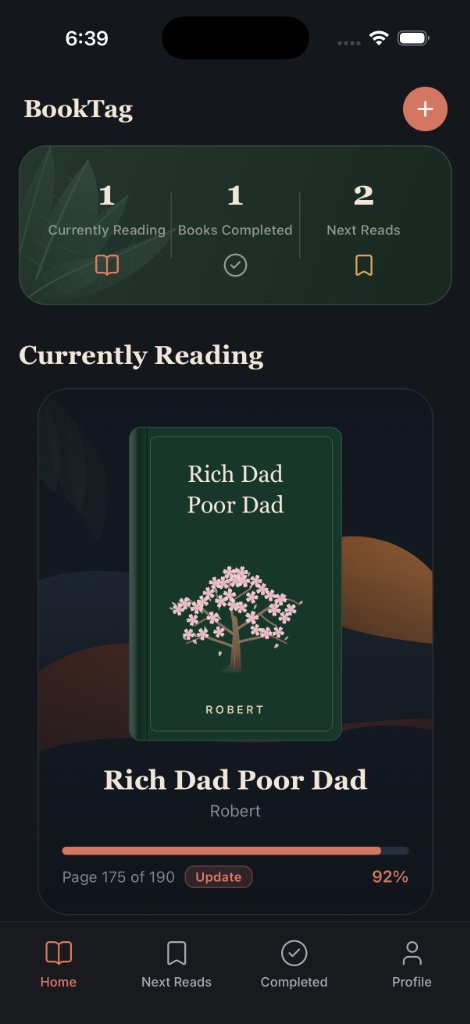 6:39
BookTag
1
Currently Reading
1
Books Completed
2
Next Reads
Currently Reading
Rich Dad
Poor Dad
ROBERT
Rich Dad Poor Dad
Robert
Page 175 of 190 Update 92%
Home Next Reads Completed Profile